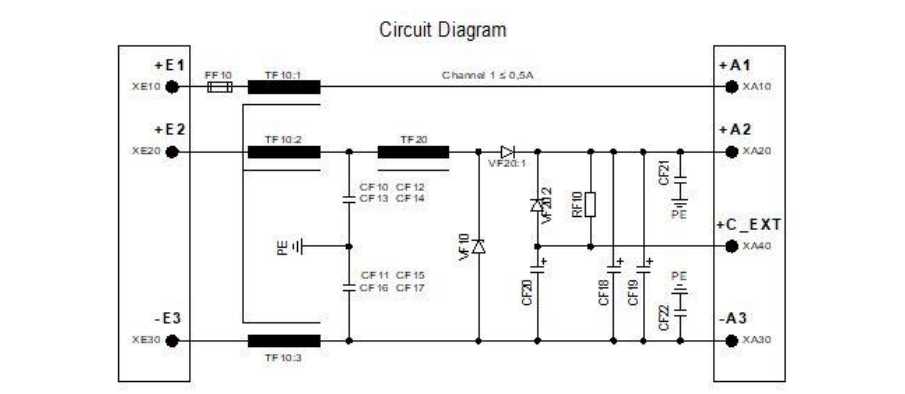 Circuit Diagram
+E1
XE10
FF10
TF10:1
Channel 1 ≤ 0,5A
+A1
XA10
+E2
XE20
TF10:2
TF20
VF20:1
+A2
XA20
CF10 CF12
CF13 CF14
VF20:2
RF10
CF21
PE
+C_EXT
XA40
PE
VF10
CF11 CF15
CF16 CF17
CF20
+
CF18
+
CF19
+
PE
CF22
-E3
XE30
TF10:3
-A3
XA30